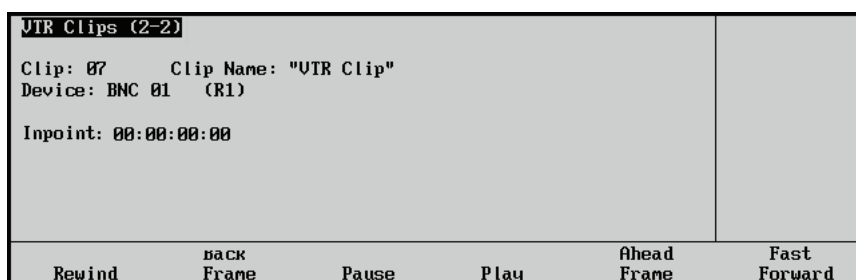 VTR Clips (2-2)
Clip: 07 Clip Name: "VTR Clip"
Device: BNC 01 (R1)
Inpoint: 00:00:00:00
Back Ahead Fast
Rewind Frame Pause Play Frame Forward